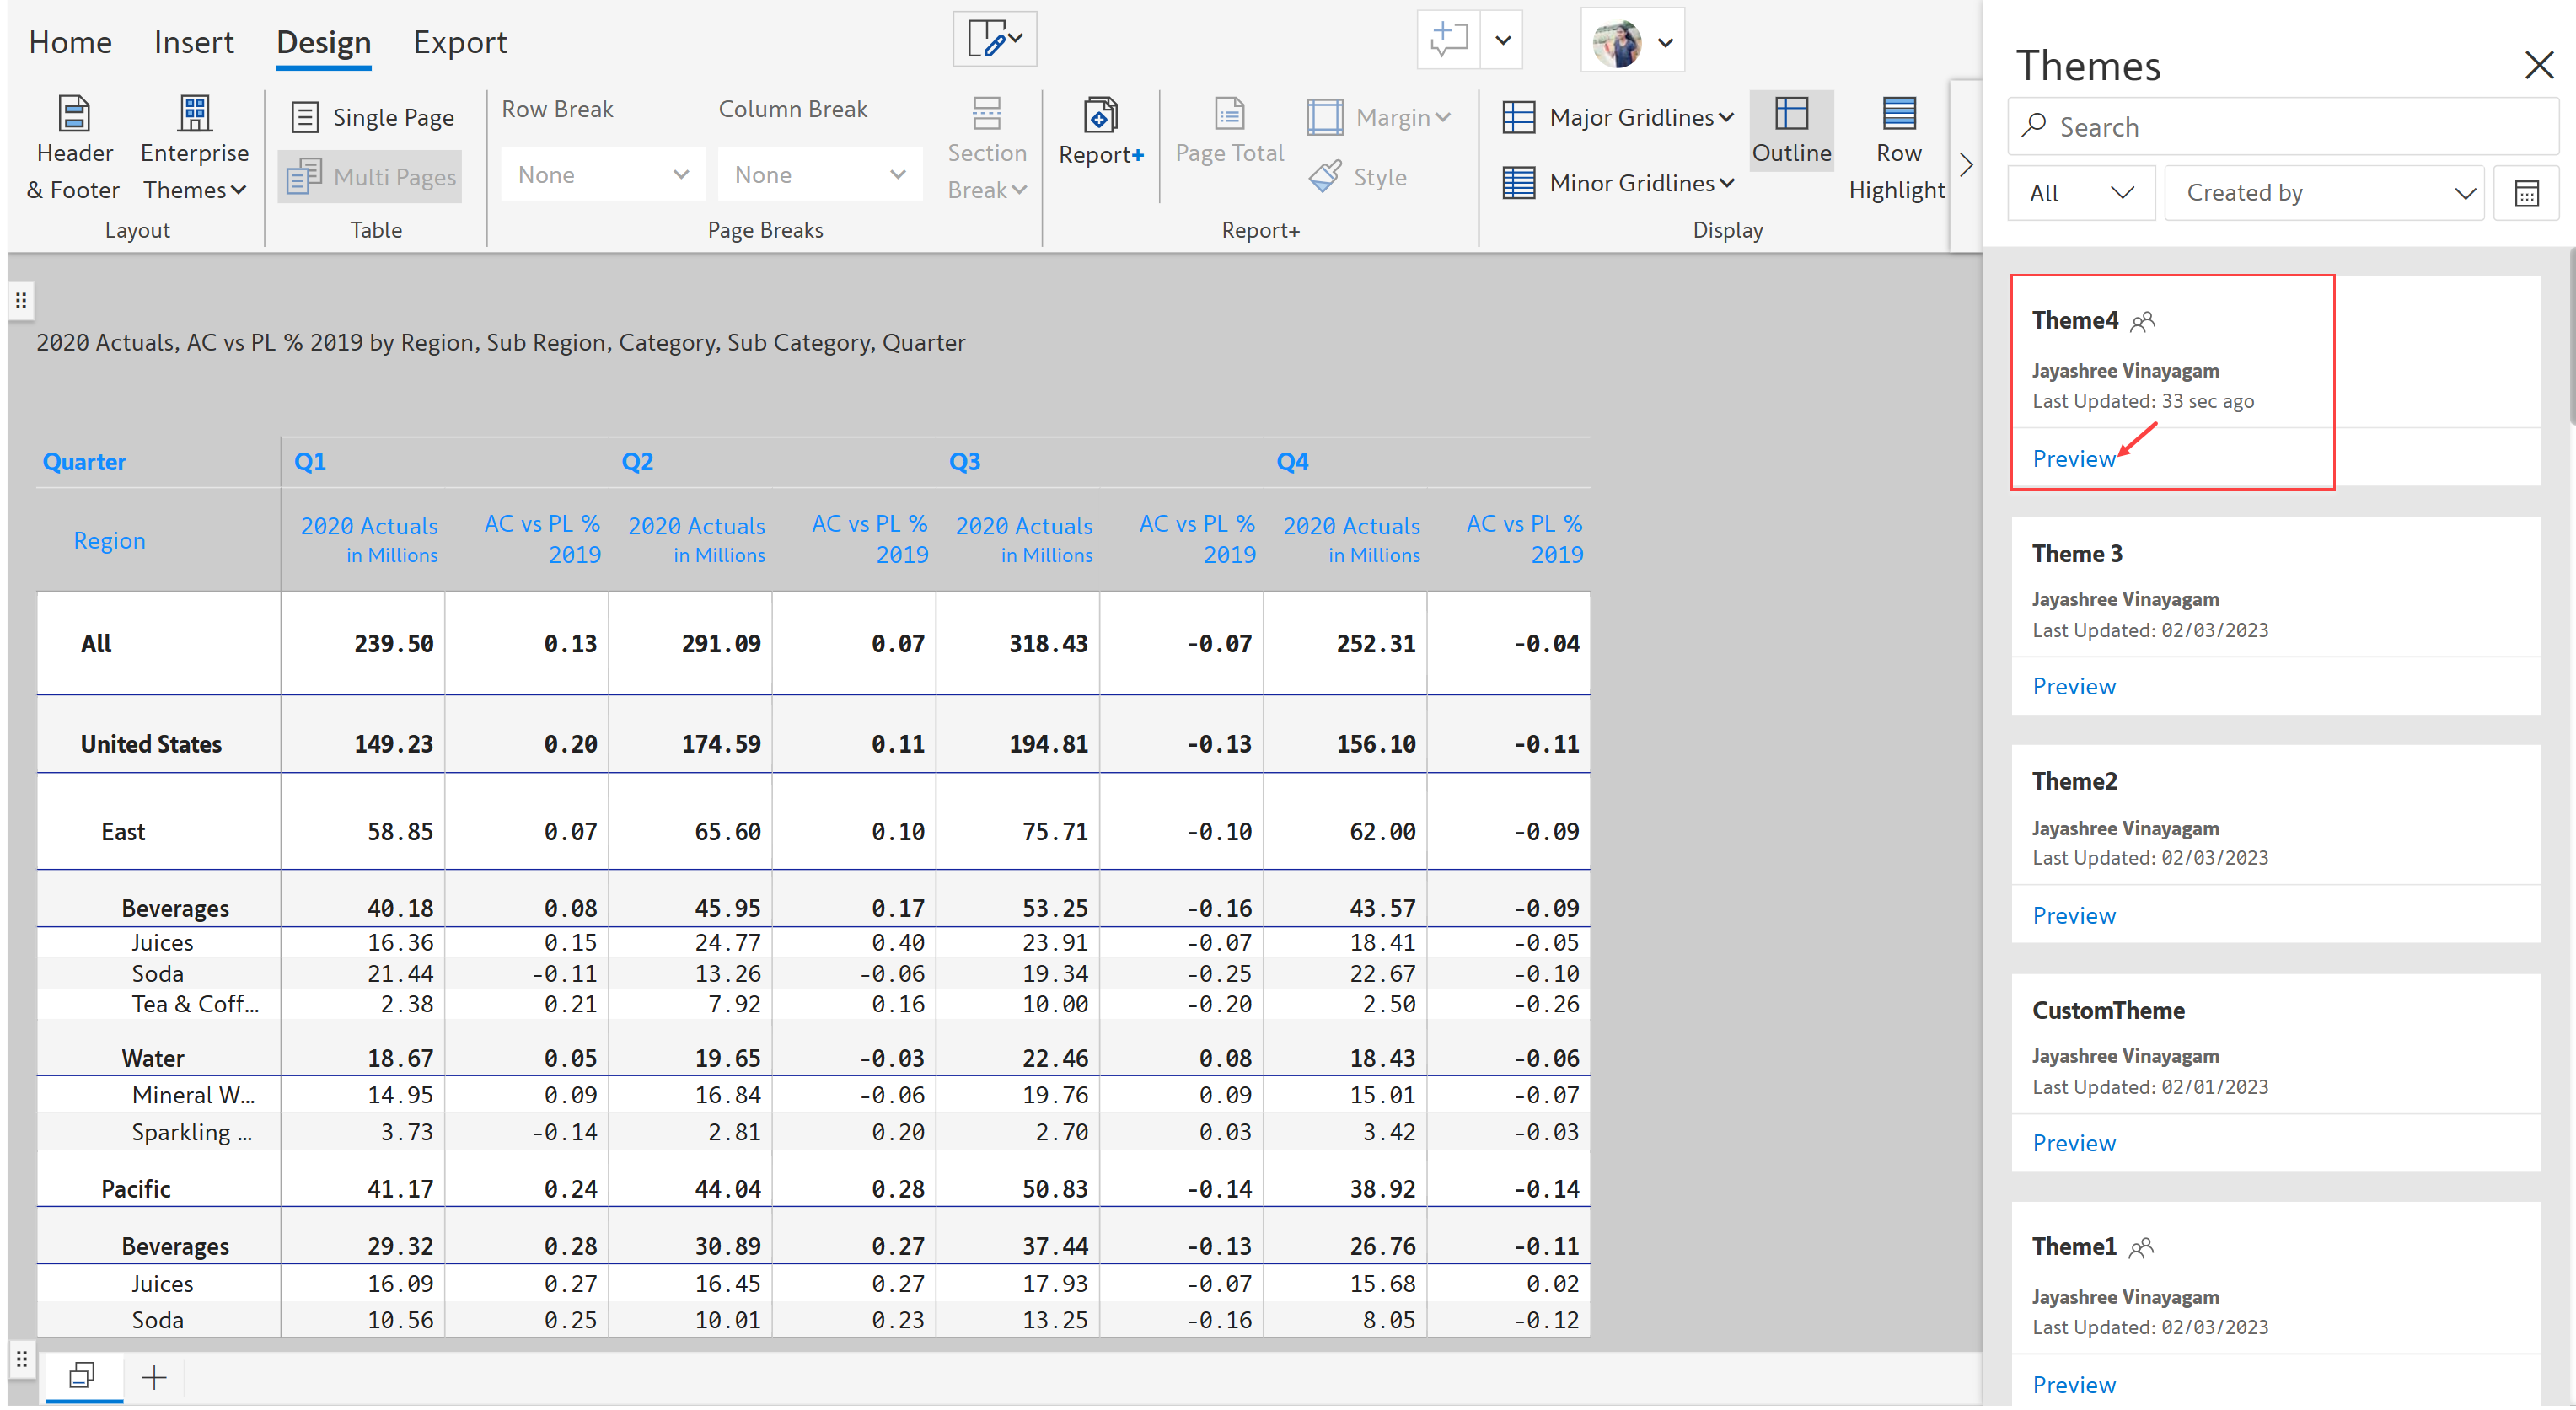 Home Insert Design Export
Header & Footer
Enterprise Themes
Layout
Single Page
Multi Pages
Table
Row Break
None
Column Break
None
Section Break
Page Breaks
Report+
Page Total
Margin
Style
Report+
Major Gridlines
Minor Gridlines
Outline
Row Highlight
Display
2020 Actuals, AC vs PL % 2019 by Region, Sub Region, Category, Sub Category, Quarter
Quarter Q1 Q2 Q3 Q4
Region 2020 Actuals in Millions AC vs PL % 2019 2020 Actuals in Millions AC vs PL % 2019 2020 Actuals in Millions AC vs PL % 2019 2020 Actuals in Millions AC vs PL % 2019
All 239.50 0.13 291.09 0.07 318.43 -0.07 252.31 -0.04
United States 149.23 0.20 174.59 0.11 194.81 -0.13 156.10 -0.11
East 58.85 0.07 65.60 0.10 75.71 -0.10 62.00 -0.09
Beverages 40.18 0.08 45.95 0.17 53.25 -0.16 43.57 -0.09
Juices 16.36 0.15 24.77 0.40 23.91 -0.07 18.41 -0.05
Soda 21.44 -0.11 13.26 -0.06 19.34 -0.25 22.67 -0.10
Tea & Coff... 2.38 0.21 7.92 0.16 10.00 -0.20 2.50 -0.26
Water 18.67 0.05 19.65 -0.03 22.46 0.08 18.43 -0.06
Mineral W... 14.95 0.09 16.84 -0.06 19.76 0.09 15.01 -0.07
Sparkling ... 3.73 -0.14 2.81 0.20 2.70 0.03 3.42 -0.03
Pacific 41.17 0.24 44.04 0.28 50.83 -0.14 38.92 -0.14
Beverages 29.32 0.28 30.89 0.27 37.44 -0.13 26.76 -0.11
Juices 16.09 0.27 16.45 0.27 17.93 -0.07 15.68 0.02
Soda 10.56 0.25 10.01 0.23 13.25 -0.16 8.05 -0.12
Themes
Search
All Created by
Theme4
Jayashree Vinayagam
Last Updated: 33 sec ago
Preview
Theme 3
Jayashree Vinayagam
Last Updated: 02/03/2023
Preview
Theme2
Jayashree Vinayagam
Last Updated: 02/03/2023
Preview
CustomTheme
Jayashree Vinayagam
Last Updated: 02/01/2023
Preview
Theme1
Jayashree Vinayagam
Last Updated: 02/03/2023
Preview